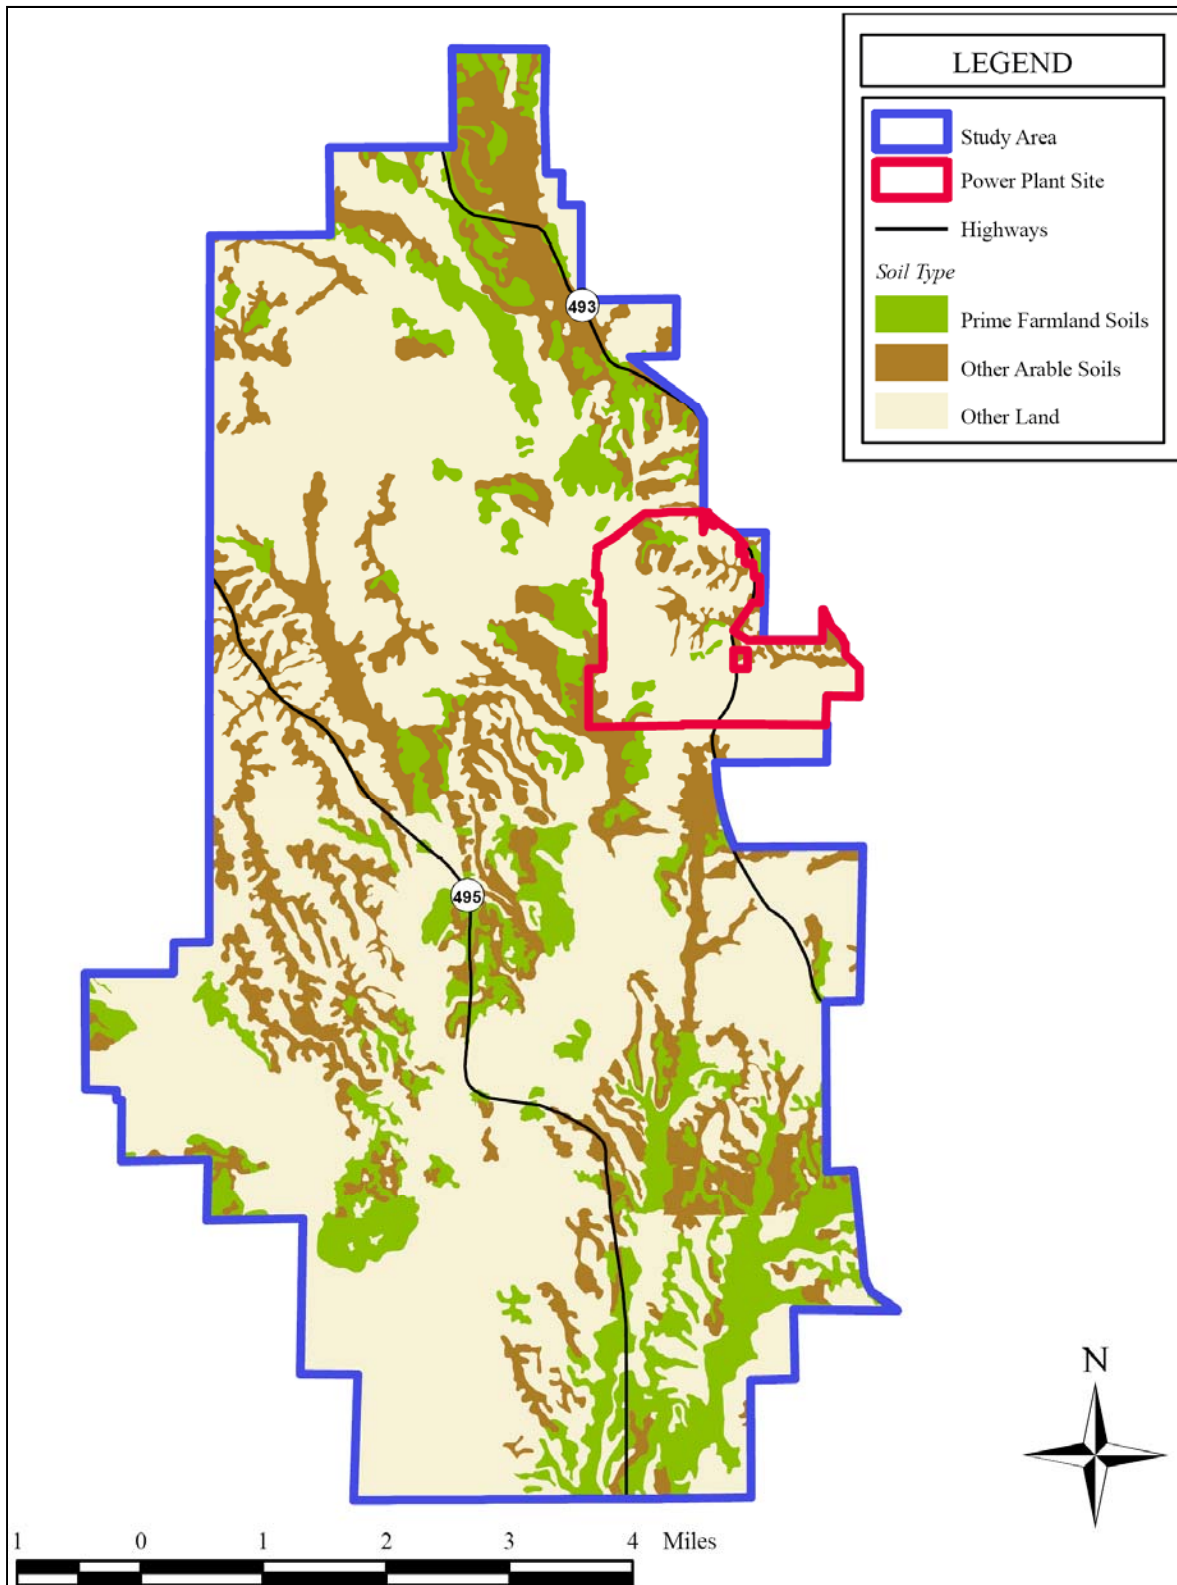 LEGEND
Study Area
Power Plant Site
Highways
Soil Type
Prime Farmland Soils
Other Arable Soils
Other Land
493
495
N
1 0 1 2 3 4 Miles